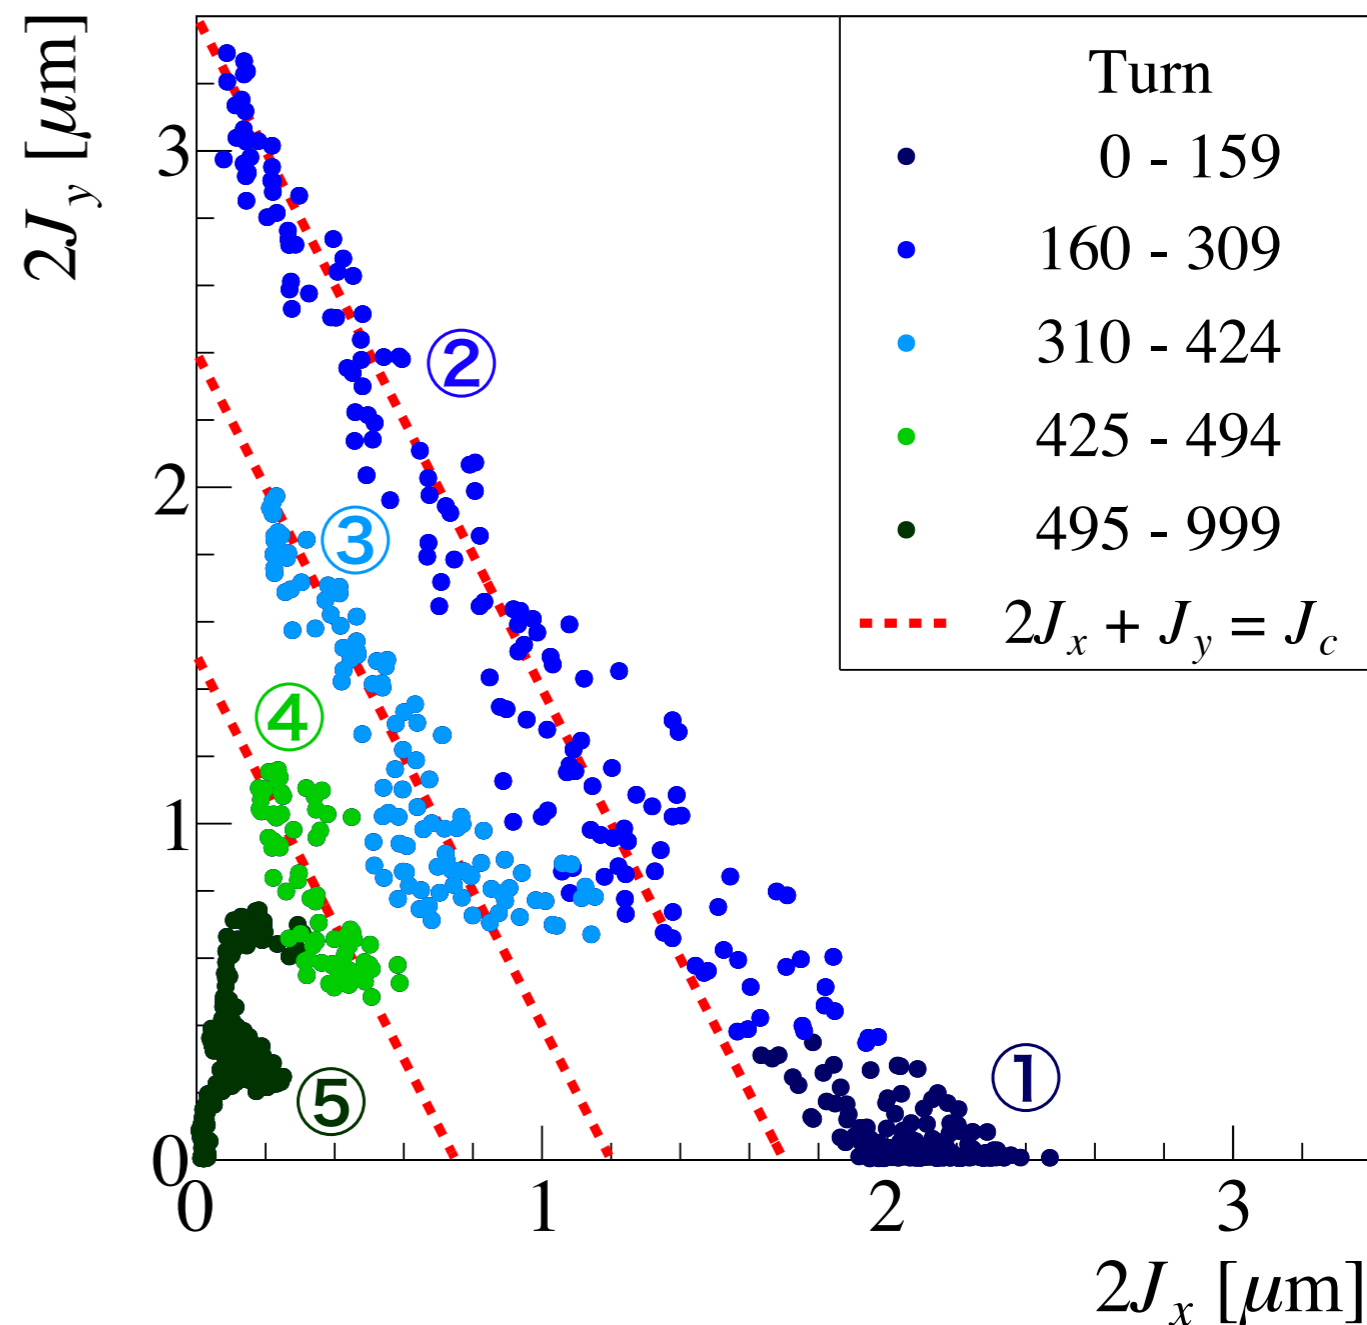 2J_y [μm]
3
2
1
0
0
1
2
3
2J_x [μm]
Turn
0 - 159
160 - 309
310 - 424
425 - 494
495 - 999
2J_x + J_y = J_c
②
③
④
①
⑤